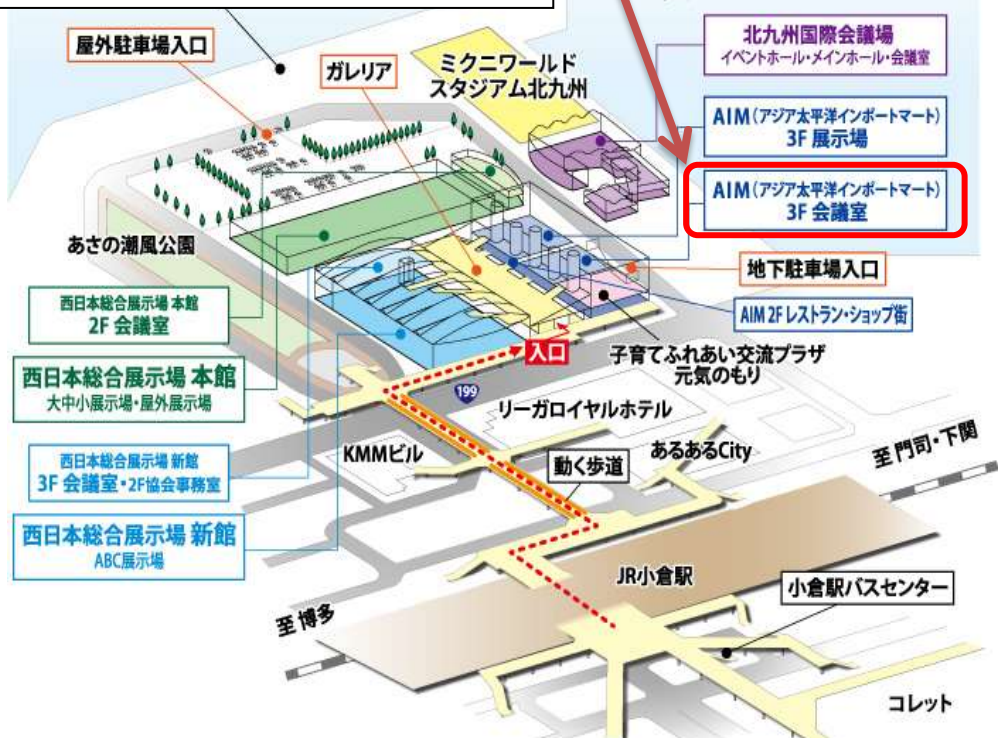 屋外駐車場入口
ガレリア
ミクニワールド
スタジアム北九州
北九州国際会議場
イベントホール・メインホール・会議室
AIM(アジア太平洋インポートマート)
3F 展示場
AIM(アジア太平洋インポートマート)
3F 会議室
あさの潮風公園
地下駐車場入口
西日本総合展示場 本館
2F 会議室
AIM 2F レストラン・ショップ街
入口
子育てふれあい交流プラザ
元気のもり
西日本総合展示場 本館
大中小展示場・屋外展示場
199
リーガロイヤルホテル
KMMビル
あるあるCity
至 門司・下関
西日本総合展示場 新館
3F 会議室・2F協会事務室
動く歩道
西日本総合展示場 新館
ABC展示場
JR小倉駅
小倉駅バスセンター
至 博多
コレット